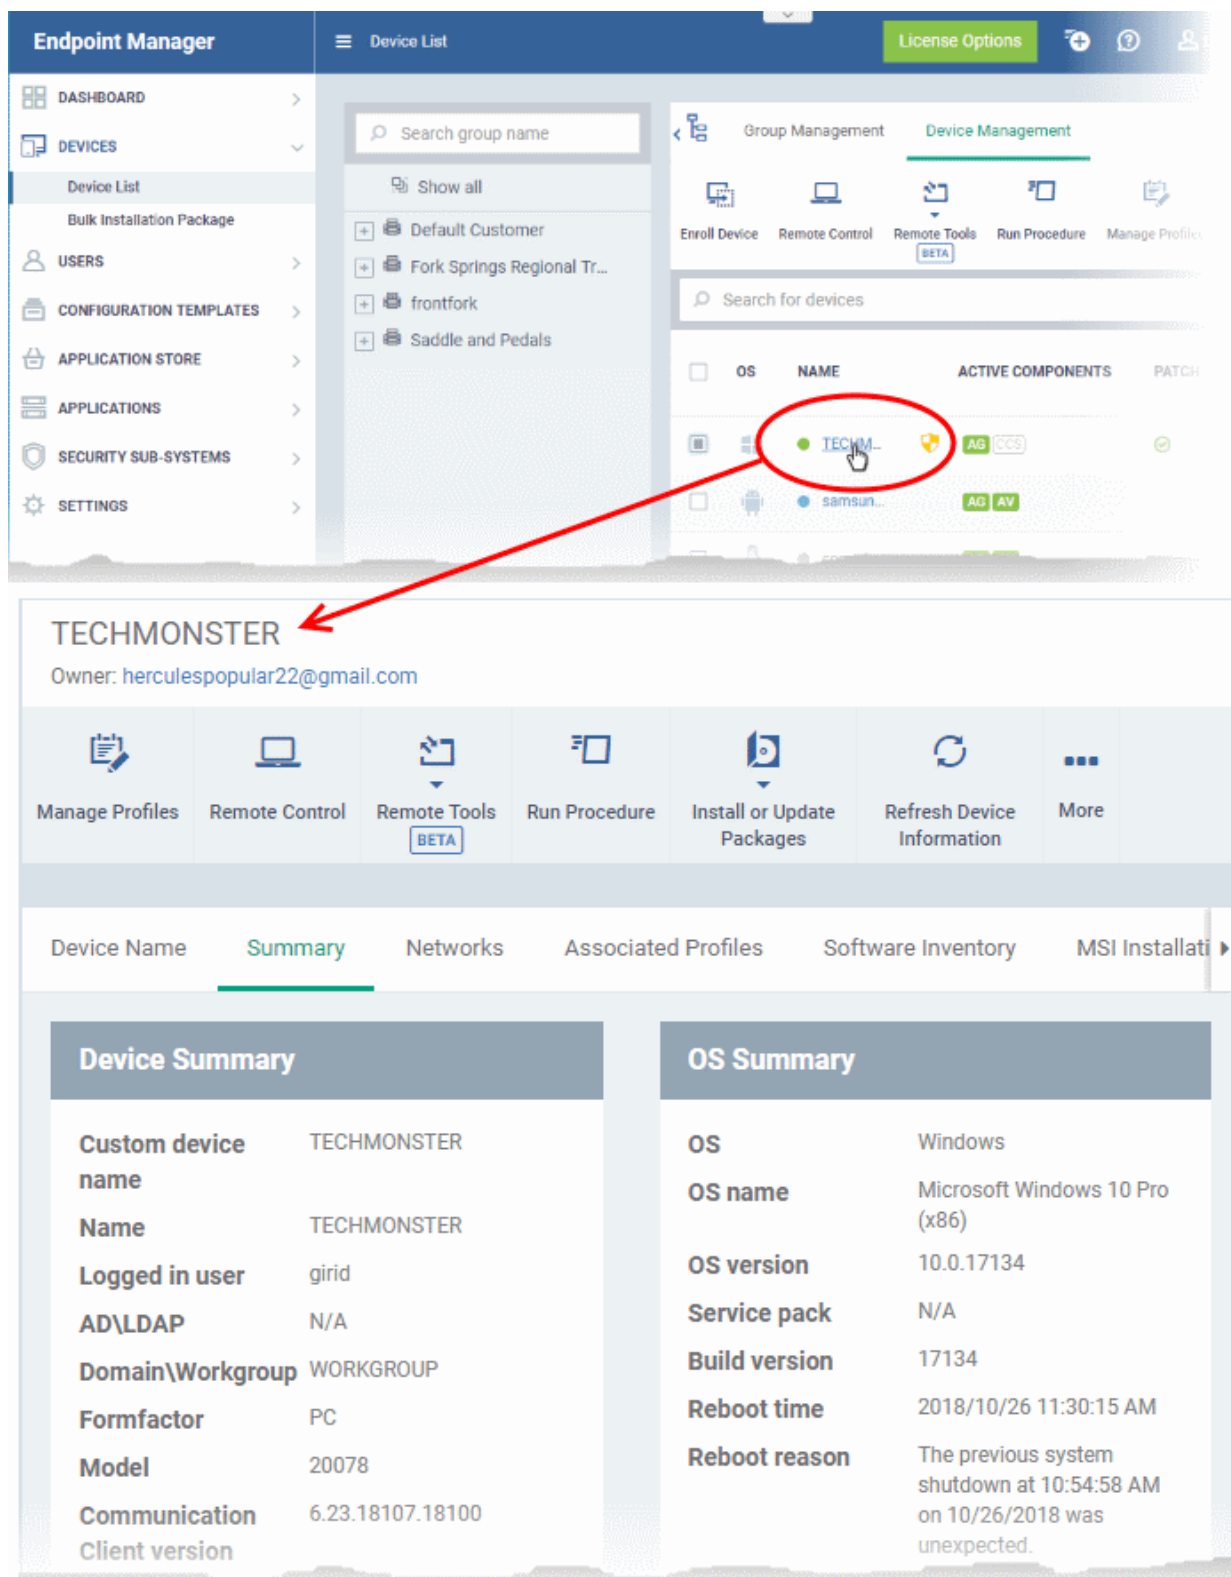 Endpoint Manager
Device List
License Options
DASHBOARD
DEVICES
Device List
Bulk Installation Package
USERS
CONFIGURATION TEMPLATES
APPLICATION STORE
APPLICATIONS
SECURITY SUB-SYSTEMS
SETTINGS
Search group name
Show all
Default Customer
Fork Springs Regional Tr...
frontfork
Saddle and Pedals
Group Management
Device Management
Enroll Device
Remote Control
Remote Tools
BETA
Run Procedure
Manage Profiles
Search for devices
OS
NAME
ACTIVE COMPONENTS
PATCH
TECHM...
AG CCS
samsun...
AG AV
TECHMONSTER
Owner: herculespopular22@gmail.com
Manage Profiles
Remote Control
Remote Tools
BETA
Run Procedure
Install or Update
Packages
Refresh Device
Information
More
Device Name
Summary
Networks
Associated Profiles
Software Inventory
MSI Installati
Device Summary
Custom device
name
TECHMONSTER
Name
TECHMONSTER
Logged in user
girid
AD\LDAP
N/A
Domain\Workgroup
WORKGROUP
Formfactor
PC
Model
20078
Communication
Client version
6.23.18107.18100
OS Summary
OS
Windows
OS name
Microsoft Windows 10 Pro
(x86)
OS version
10.0.17134
Service pack
N/A
Build version
17134
Reboot time
2018/10/26 11:30:15 AM
Reboot reason
The previous system
shutdown at 10:54:58 AM
on 10/26/2018 was
unexpected.